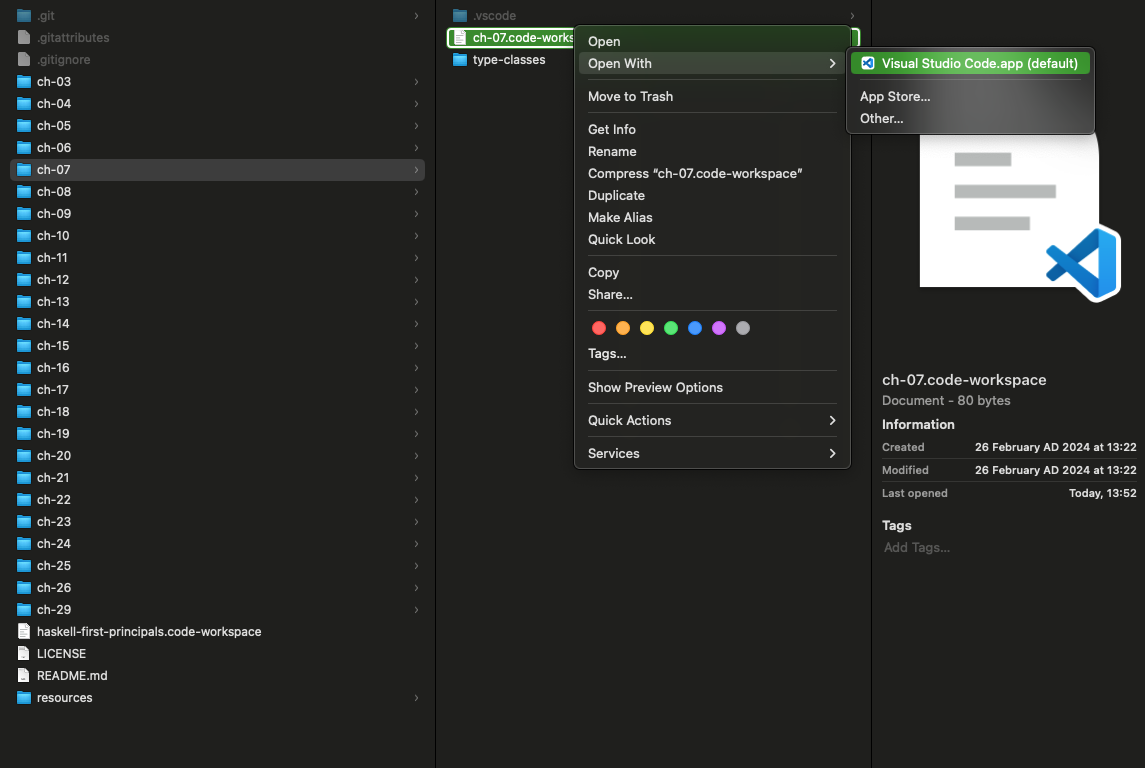 .git
.gitattributes
.gitignore
ch-03
ch-04
ch-05
ch-06
ch-07
ch-08
ch-09
ch-10
ch-11
ch-12
ch-13
ch-14
ch-15
ch-16
ch-17
ch-18
ch-19
ch-20
ch-21
ch-22
ch-23
ch-24
ch-25
ch-26
ch-29
haskell-first-principals.code-workspace
LICENSE
README.md
resources
.vscode
ch-07.code-works
type-classes
Open
Open With
Move to Trash
Get Info
Rename
Compress “ch-07.code-workspace”
Duplicate
Make Alias
Quick Look
Copy
Share...
Tags...
Show Preview Options
Quick Actions
Services
Visual Studio Code.app (default)
App Store...
Other...
ch-07.code-workspace
Document - 80 bytes
Information
Created 26 February AD 2024 at 13:22
Modified 26 February AD 2024 at 13:22
Last opened Today, 13:52
Tags
Add Tags...